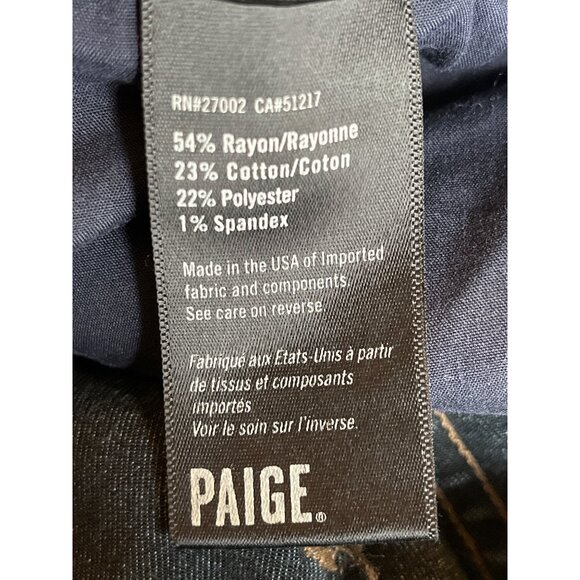 RN#27002 CA#51217
54% Rayon/Rayonne
23% Cotton/Coton
22% Polyester
1% Spandex
Made in the USA of Imported
fabric and components.
See care on reverse.
Fabriqué aux Etats-Unis à partir
de tissus et composants
importés
Voir le soin sur l'inverse.
PAIGE®